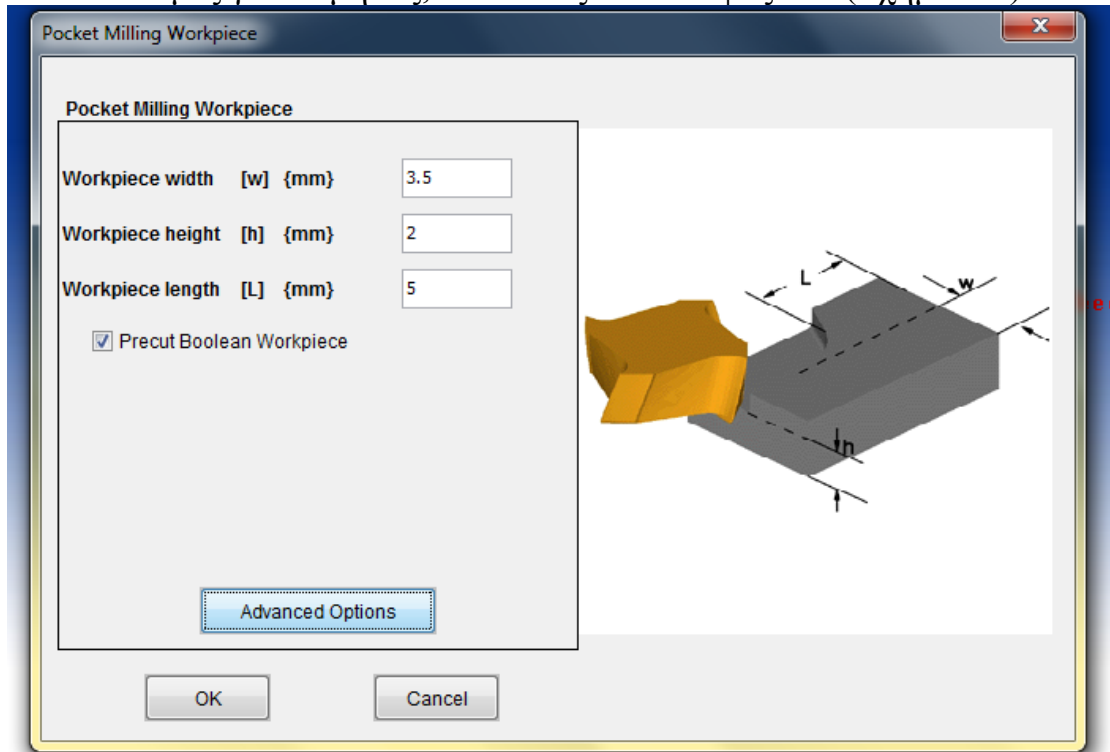 Pocket Milling Workpiece
X
Pocket Milling Workpiece
Workpiece width [w] {mm} 3.5
Workpiece height [h] {mm} 2
Workpiece length [L] {mm} 5
Precut Boolean Workpiece
L
w
h
Advanced Options
OK
Cancel